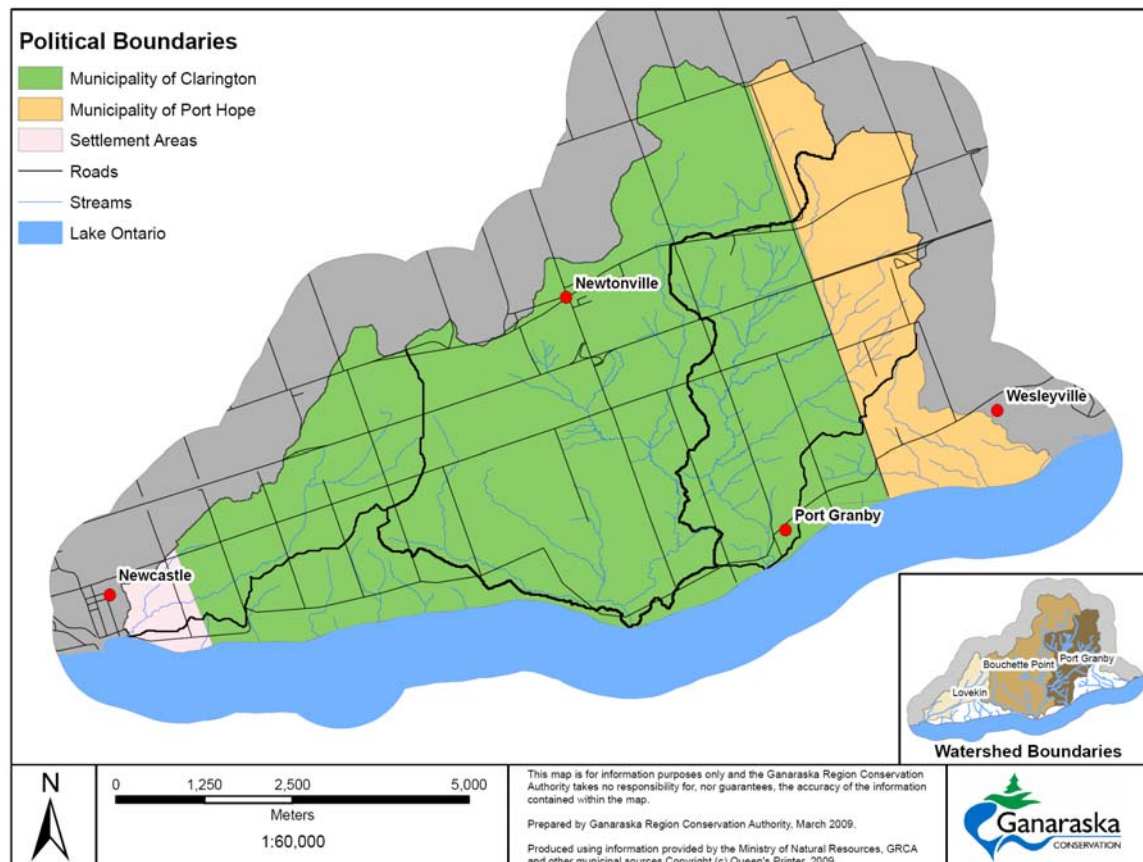 Political Boundaries
Municipality of Clarington
Municipality of Port Hope
Settlement Areas
Roads
Streams
Lake Ontario
Newtonville
Wesleyville
Port Granby
Newcastle
Bouchette Point
Port Granby
Lovekin
Watershed Boundaries
N
0 1,250 2,500 5,000
Meters
1:60,000
This map is for information purposes only and the Ganaraska Region Conservation
Authority takes no responsibility for, nor guarantees, the accuracy of the information
contained within the map.
Prepared by Ganaraska Region Conservation Authority, March 2009.
Produced using information provided by the Ministry of Natural Resources, GRCA
and other municipal sources Copyright (c) Queen's Printer, 2009.
Ganaraska
CONSERVATION